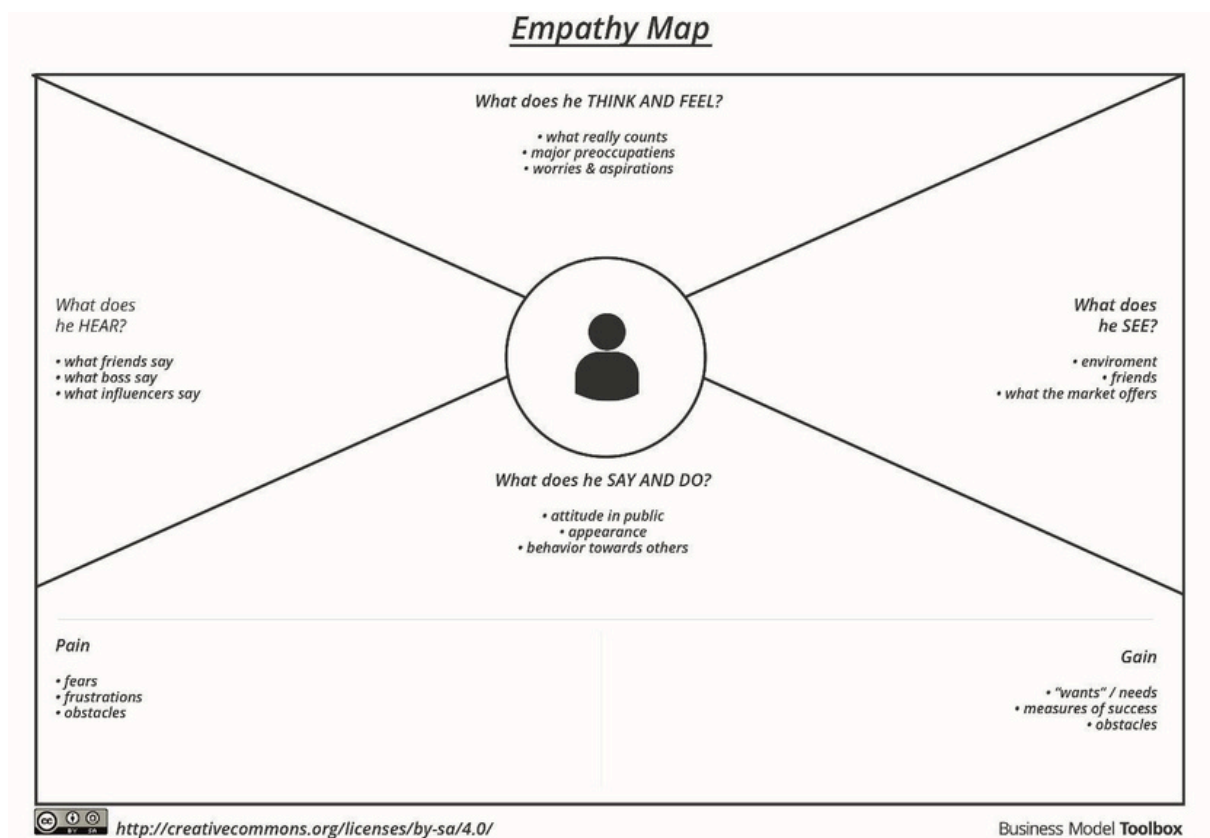 Empathy Map
What does he THINK AND FEEL?
• what really counts
• major preoccupatiens
• worries & aspirations
What does
he HEAR?
• what friends say
• what boss say
• what influencers say
What does
he SEE?
• enviroment
• friends
• what the market offers
What does he SAY AND DO?
• attitude in public
• appearance
• behavior towards others
Pain
• fears
• frustrations
• obstacles
Gain
• “wants” / needs
• measures of success
• obstacles
cc BY SA
http://creativecommons.org/licenses/by-sa/4.0/
Business Model Toolbox